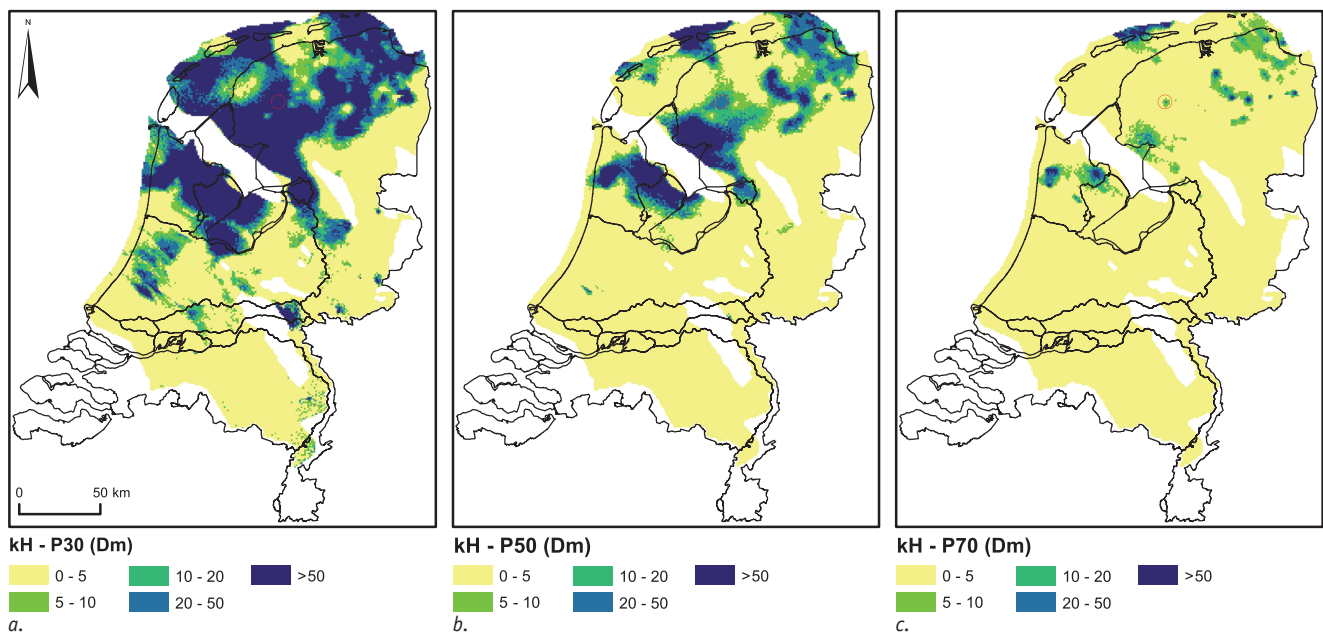 N
0 50 km
kH - P30 (Dm)
0 - 5 10 - 20 >50
5 - 10 20 - 50
a.
kH - P50 (Dm)
0 - 5 10 - 20 >50
5 - 10 20 - 50
b.
kH - P70 (Dm)
0 - 5 10 - 20 >50
5 - 10 20 - 50
c.